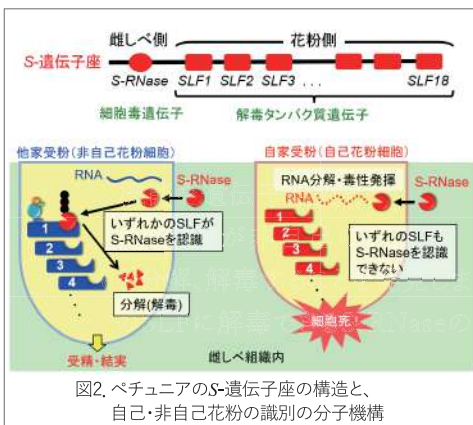 雌しべ側
花粉側
S-遺伝子座
S-RNase
SLF1
SLF2
SLF3
...
SLF18
細胞毒遺伝子
解毒タンパク質遺伝子
他家受粉(非自己花粉細胞)
RNA
S-RNase
1
2
3
4
いずれかのSLFが
S-RNaseを認識
分解(解毒)
受精・結実
自家受粉(自己花粉細胞)
RNA分解・毒性発揮
RNA
S-RNase
1
2
3
4
いずれのSLFも
S-RNaseを認識
できない
細胞死!
雌しべ組織内
図2. ペチュニアのS-遺伝子座の構造と、
自己・非自己花粉の識別の分子機構